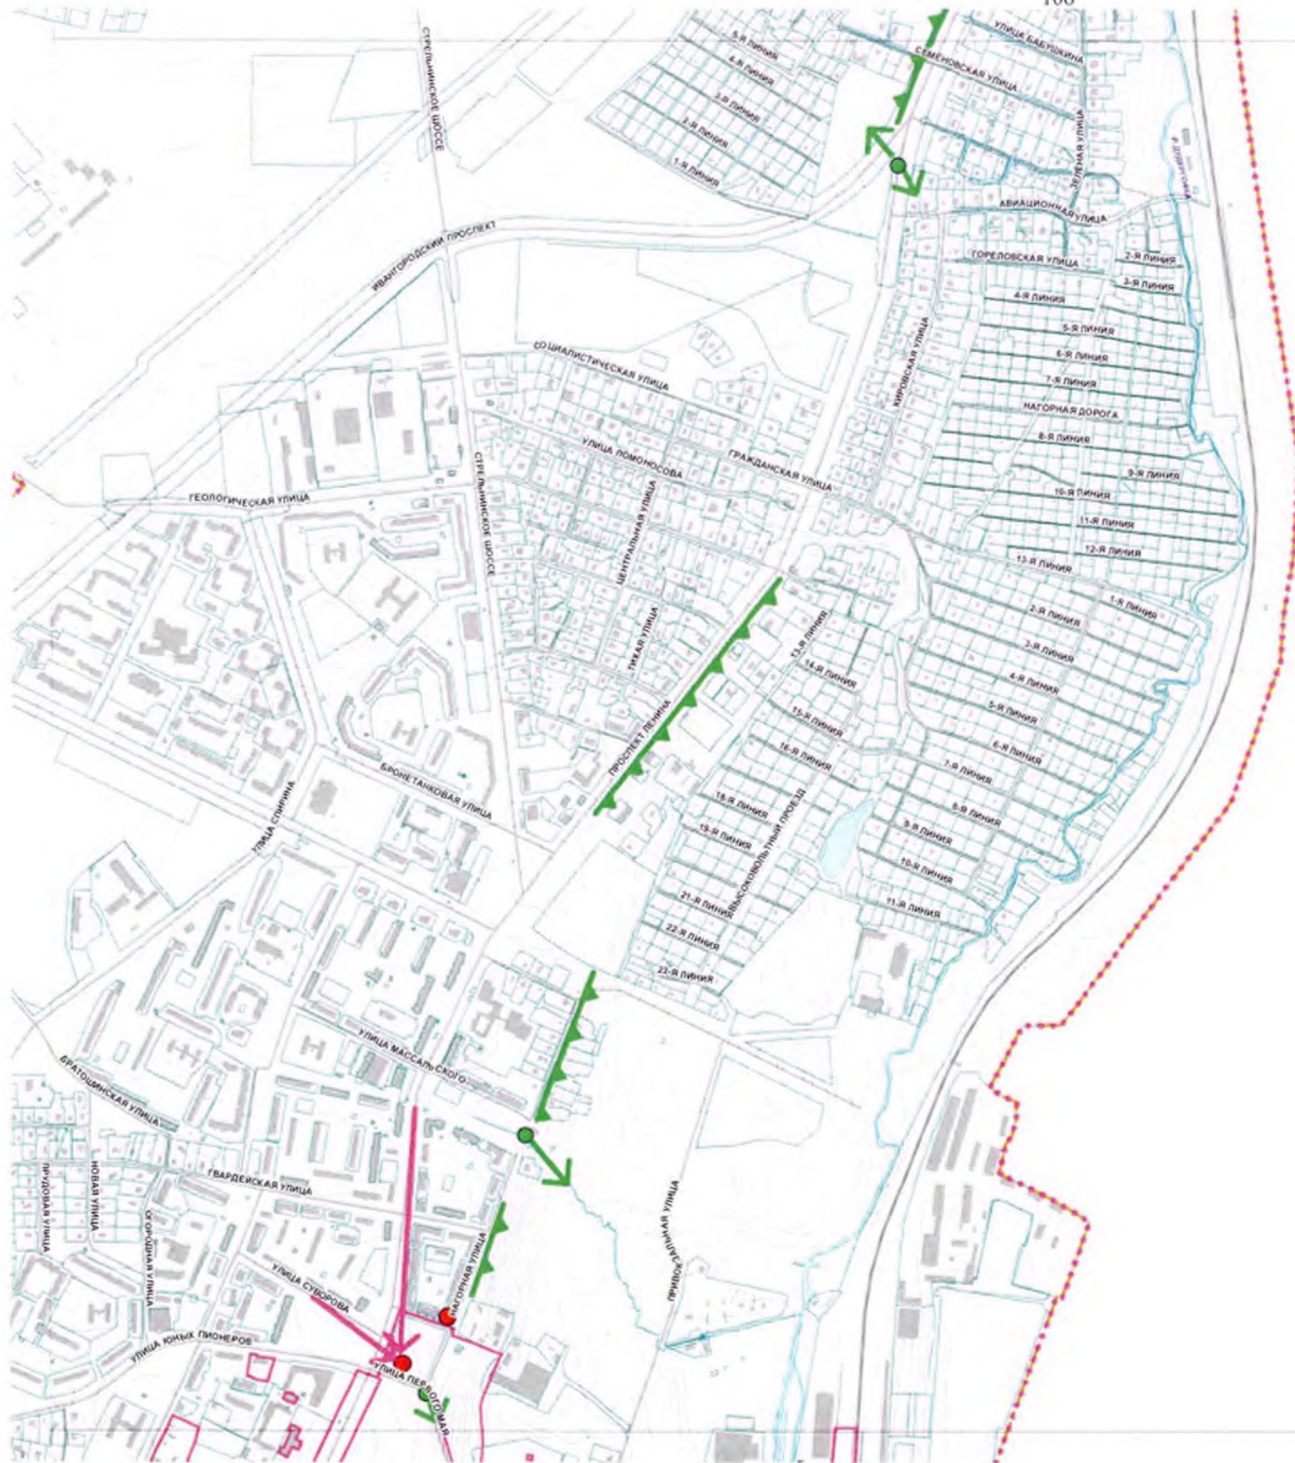 108
СТРЕЛЬНИНСКОЕ ШОССЕ
5-Я ЛИНИЯ
4-Я ЛИНИЯ
3-Я ЛИНИЯ
2-Я ЛИНИЯ
1-Я ЛИНИЯ
УЛИЦА БАБУШКИНА
СЕМЕНОВСКАЯ УЛИЦА
ЗЕЛЕНАЯ УЛИЦА
Р. ДУДЕРГОФКА
АВИАЦИОННАЯ УЛИЦА
ИВАНГОРОДСКИЙ ПРОСПЕКТ
ГОРЕЛОВСКАЯ УЛИЦА
2-Я ЛИНИЯ
3-Я ЛИНИЯ
4-Я ЛИНИЯ
5-Я ЛИНИЯ
6-Я ЛИНИЯ
7-Я ЛИНИЯ
КИРОВСКАЯ УЛИЦА
НАГОРНАЯ ДОРОГА
8-Я ЛИНИЯ
9-Я ЛИНИЯ
10-Я ЛИНИЯ
11-Я ЛИНИЯ
12-Я ЛИНИЯ
13-Я ЛИНИЯ
СОЦИАЛИСТИЧЕСКАЯ УЛИЦА
УЛИЦА ЛОМОНОСОВА
ГРАЖДАНСКАЯ УЛИЦА
ГЕОЛОГИЧЕСКАЯ УЛИЦА
СТРЕЛЬНИНСКОЕ ШОССЕ
ЦЕНТРАЛЬНАЯ УЛИЦА
ТИХАЯ УЛИЦА
1-Я ЛИНИЯ
2-Я ЛИНИЯ
3-Я ЛИНИЯ
4-Я ЛИНИЯ
5-Я ЛИНИЯ
6-Я ЛИНИЯ
7-Я ЛИНИЯ
8-Я ЛИНИЯ
9-Я ЛИНИЯ
10-Я ЛИНИЯ
11-Я ЛИНИЯ
13-Я ЛИНИЯ
14-Я ЛИНИЯ
15-Я ЛИНИЯ
16-Я ЛИНИЯ
18-Я ЛИНИЯ
19-Я ЛИНИЯ
21-Я ЛИНИЯ
22-Я ЛИНИЯ
23-Я ЛИНИЯ
ВЫСОКОВОЛЬТНЫЙ ПРОЕЗД
ПРОСПЕКТ ЛЕНИНА
БРОНЕТАНКОВАЯ УЛИЦА
УЛИЦА СПИРИНА
УЛИЦА МАССАЛЬСКОГО
БРАТОШИНСКАЯ УЛИЦА
ГВАРДЕЙСКАЯ УЛИЦА
ПРУДОВАЯ УЛИЦА
НОВАЯ УЛИЦА
ОГОРОДНАЯ УЛИЦА
УЛИЦА СУВОРОВА
НАГОРНАЯ УЛИЦА
ПРИВОКЗАЛЬНАЯ УЛИЦА
УЛИЦА ЮНЫХ ПИОНЕРОВ
УЛИЦА ПЕРВОГО МАЯ